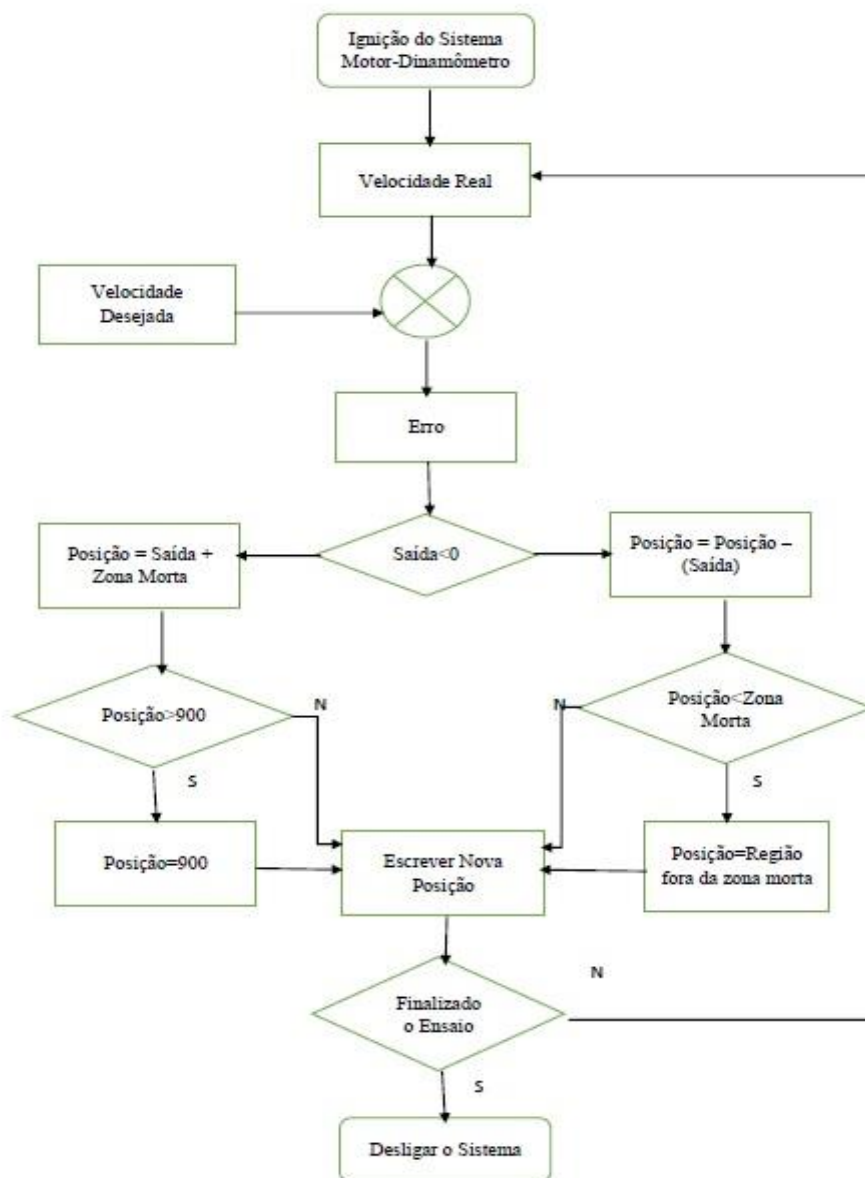 Ignição do Sistema
Motor-Dinamômetro
Velocidade Real
Velocidade
Desejada
Erro
Posição = Saída +
Zona Morta
Saída<0
Posição = Posição –
(Saída)
Posição>900
N
N
Posição<Zona
Morta
S
S
Posição=900
Escrever Nova
Posição
Posição=Região
fora da zona morta
Finalizado
o Ensaio
N
S
Desligar o Sistema